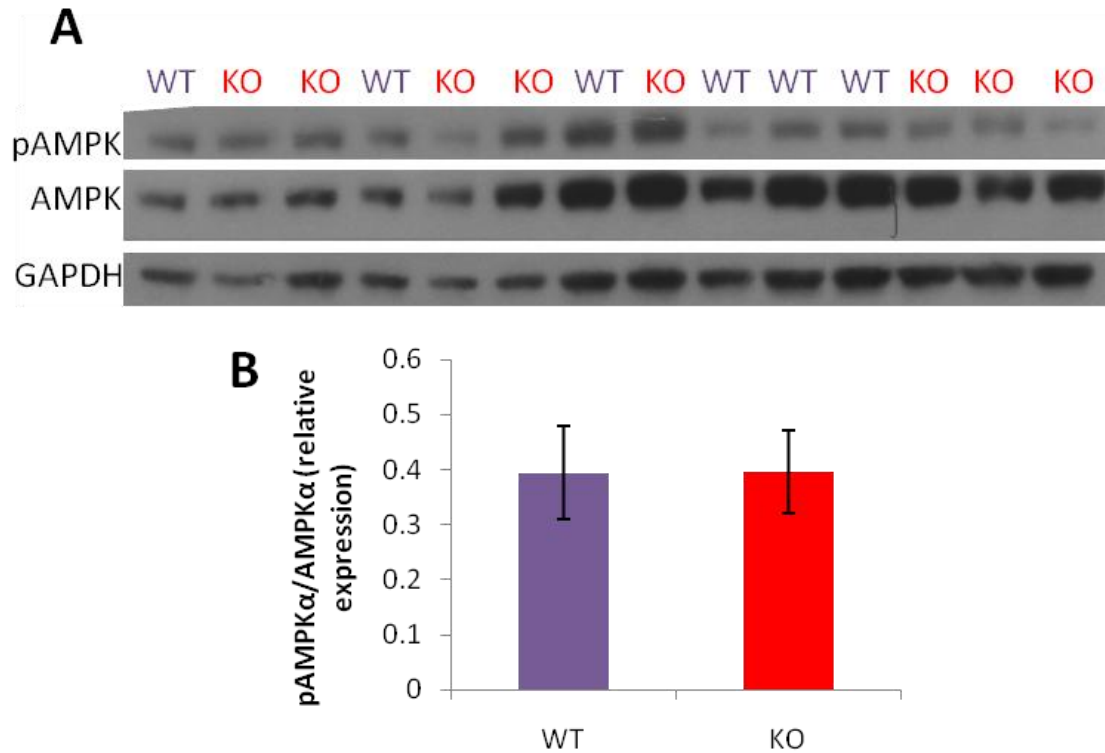 A
WT KO KO WT KO KO WT KO WT WT WT KO KO KO
pAMPK
AMPK
GAPDH
B
pAMPKα/AMPKα (relative
expression)
0.6
0.5
0.4
0.3
0.2
0.1
0
WT KO